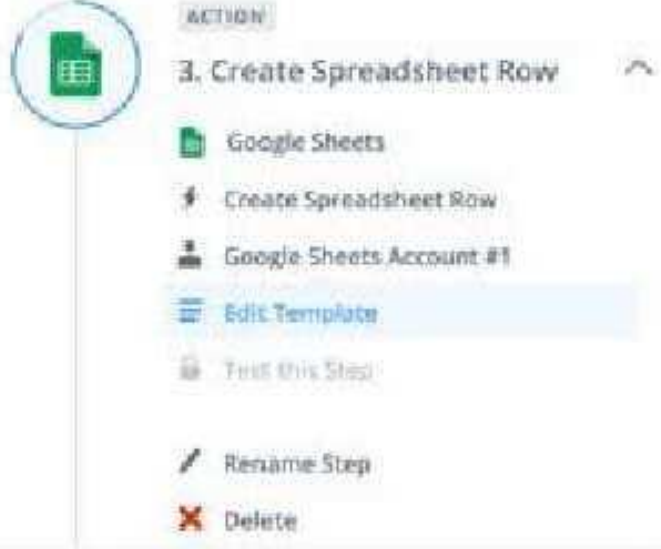 ACTION
3. Create Spreadsheet Row
Google Sheets
Create Spreadsheet Row
Google Sheets Account #1
Edit Template
Test this Step
Rename Step
Delete